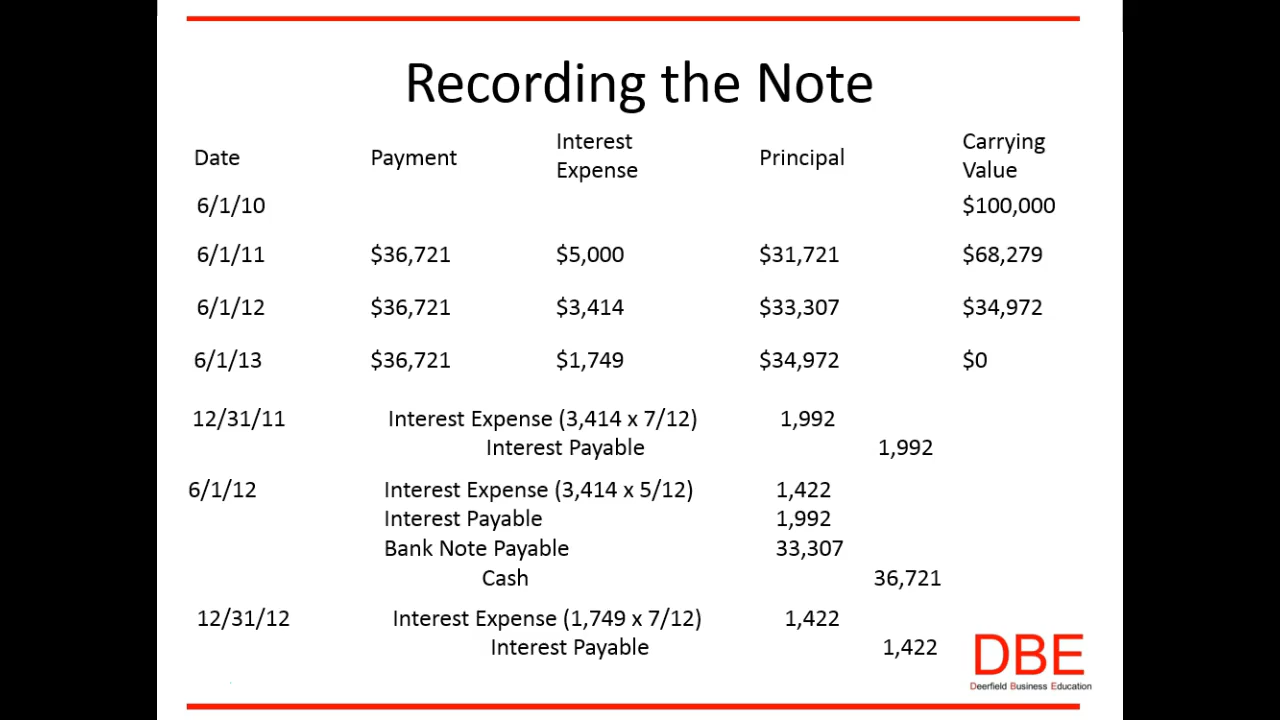 Recording the Note
Date Payment Interest Expense Principal Carrying Value
6/1/10 $100,000
6/1/11 $36,721 $5,000 $31,721 $68,279
6/1/12 $36,721 $3,414 $33,307 $34,972
6/1/13 $36,721 $1,749 $34,972 $0
12/31/11 Interest Expense (3,414 x 7/12) 1,992
Interest Payable 1,992
6/1/12 Interest Expense (3,414 x 5/12) 1,422
Interest Payable 1,992
Bank Note Payable 33,307
Cash 36,721
12/31/12 Interest Expense (1,749 x 7/12) 1,422
Interest Payable 1,422
DBE
Deerfield Business Education